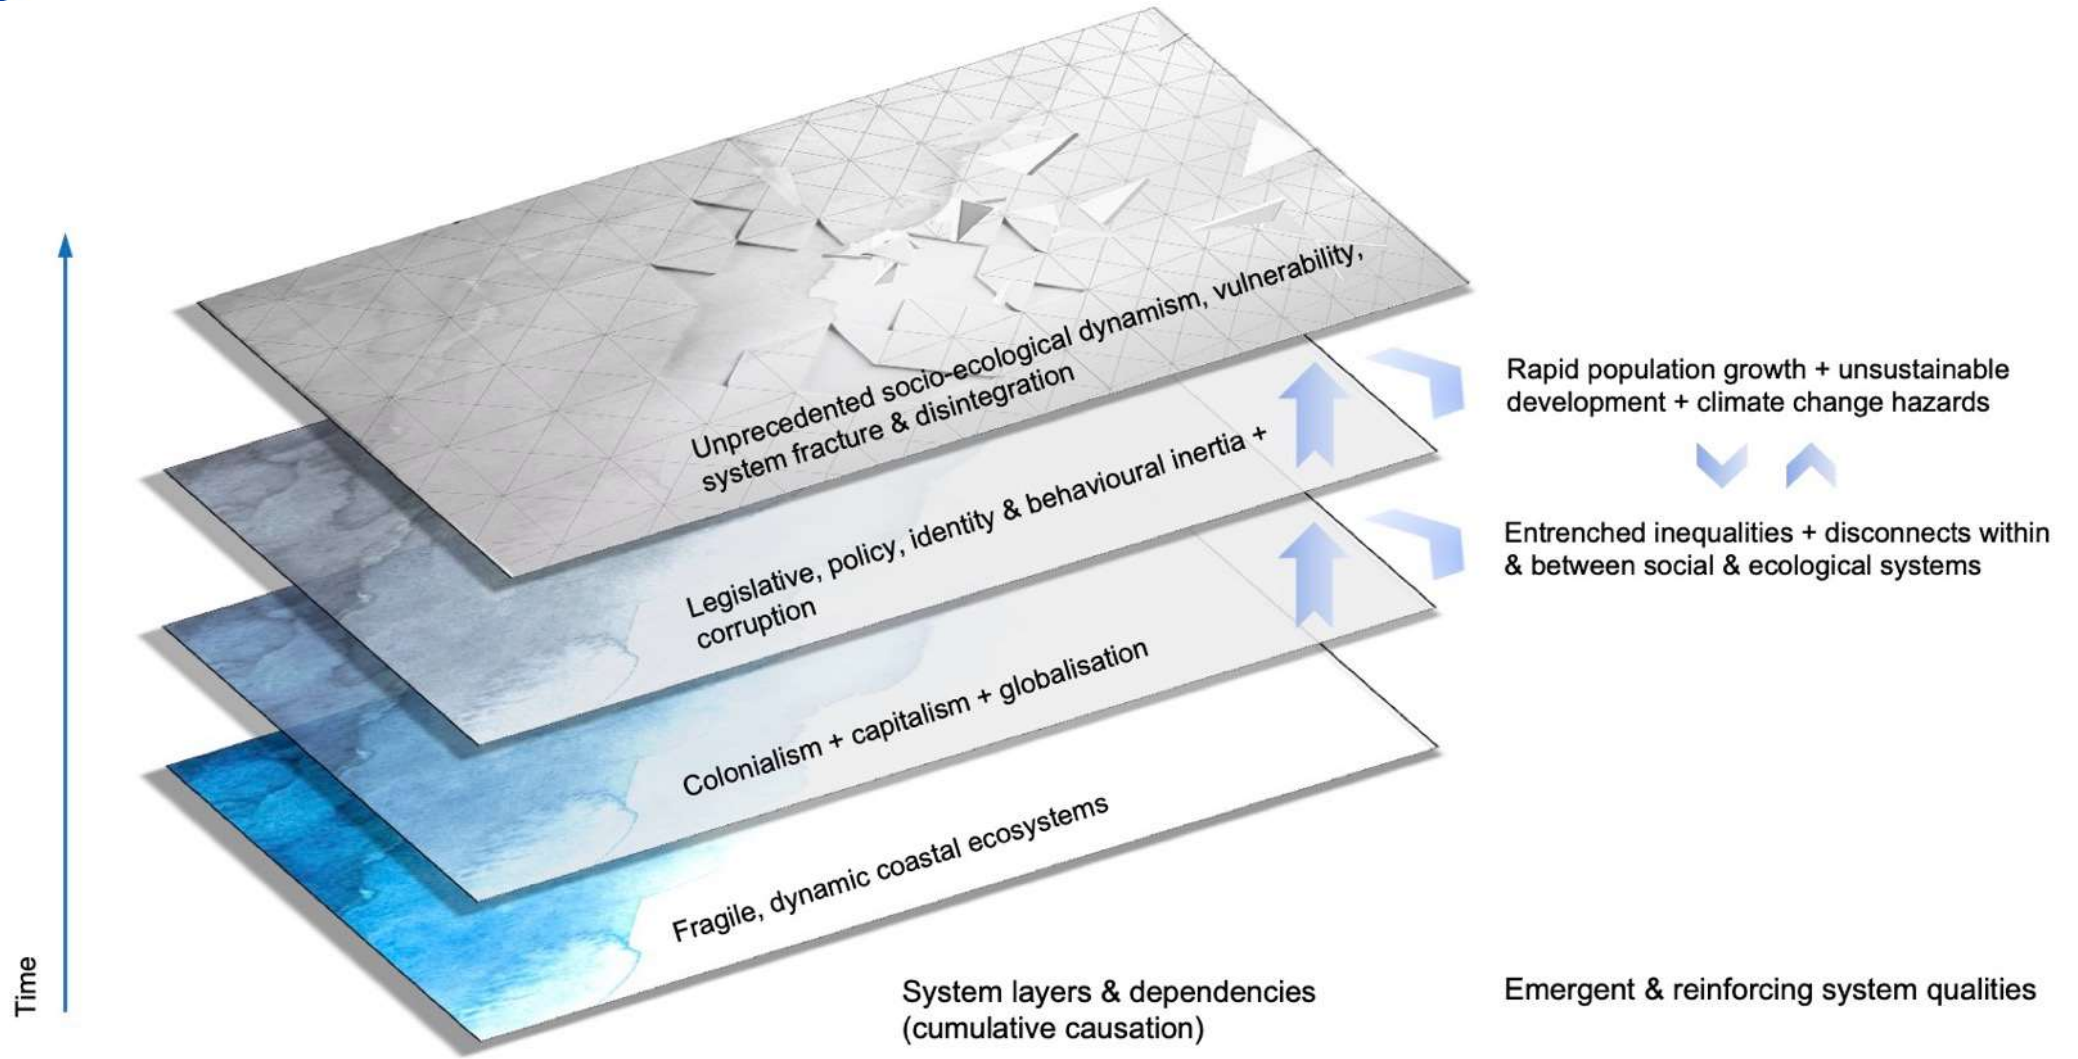 Unprecedented socio-ecological dynamism, vulnerability,
system fracture & disintegration
Rapid population growth + unsustainable
development + climate change hazards
Legislative, policy, identity & behavioural inertia +
corruption
Entrenched inequalities + disconnects within
& between social & ecological systems
Colonialism + capitalism + globalisation
Fragile, dynamic coastal ecosystems
Time
System layers & dependencies
(cumulative causation)
Emergent & reinforcing system qualities